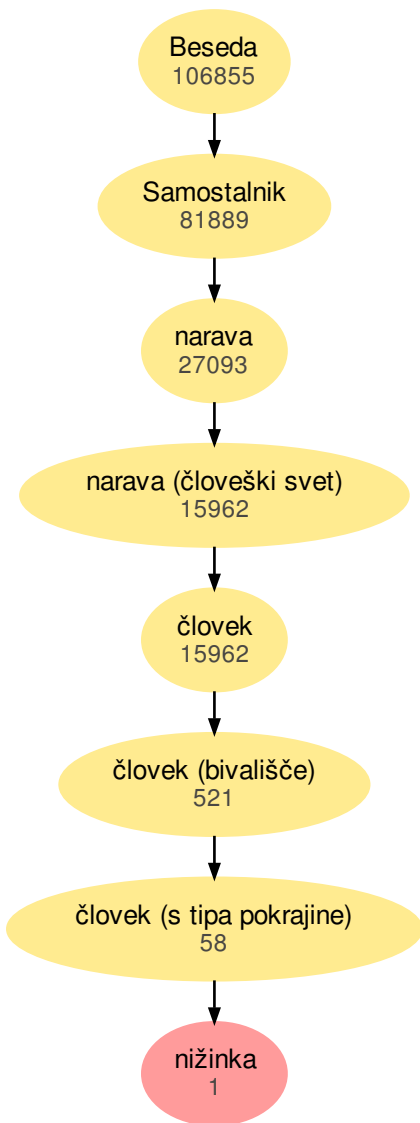 Beseda
106855
Samostalnik
81889
narava
27093
narava (človeški svet)
15962
človek
15962
človek (bivališče)
521
človek (s tipa pokrajine)
58
nižinka
1